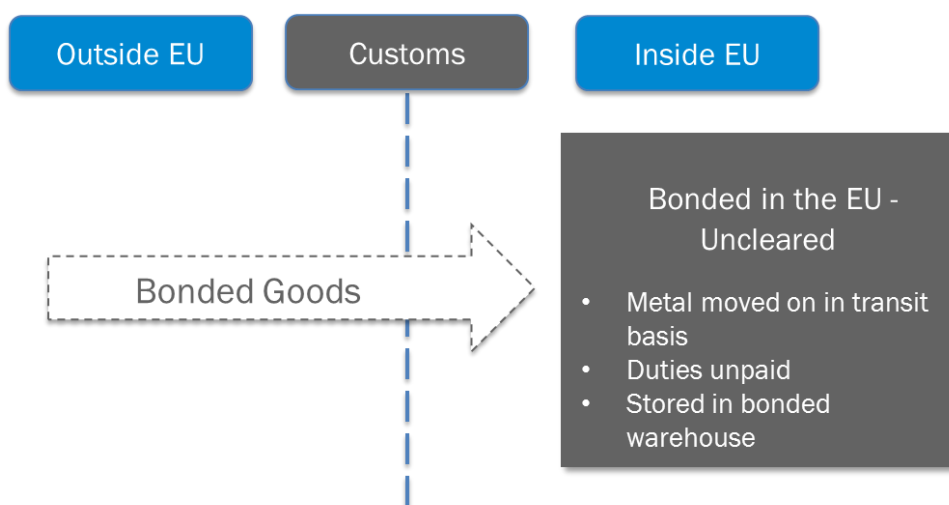 Outside EU
Customs
Inside EU
Bonded in the EU -
Uncleared
Bonded Goods
• Metal moved on in transit
basis
• Duties unpaid
• Stored in bonded
warehouse